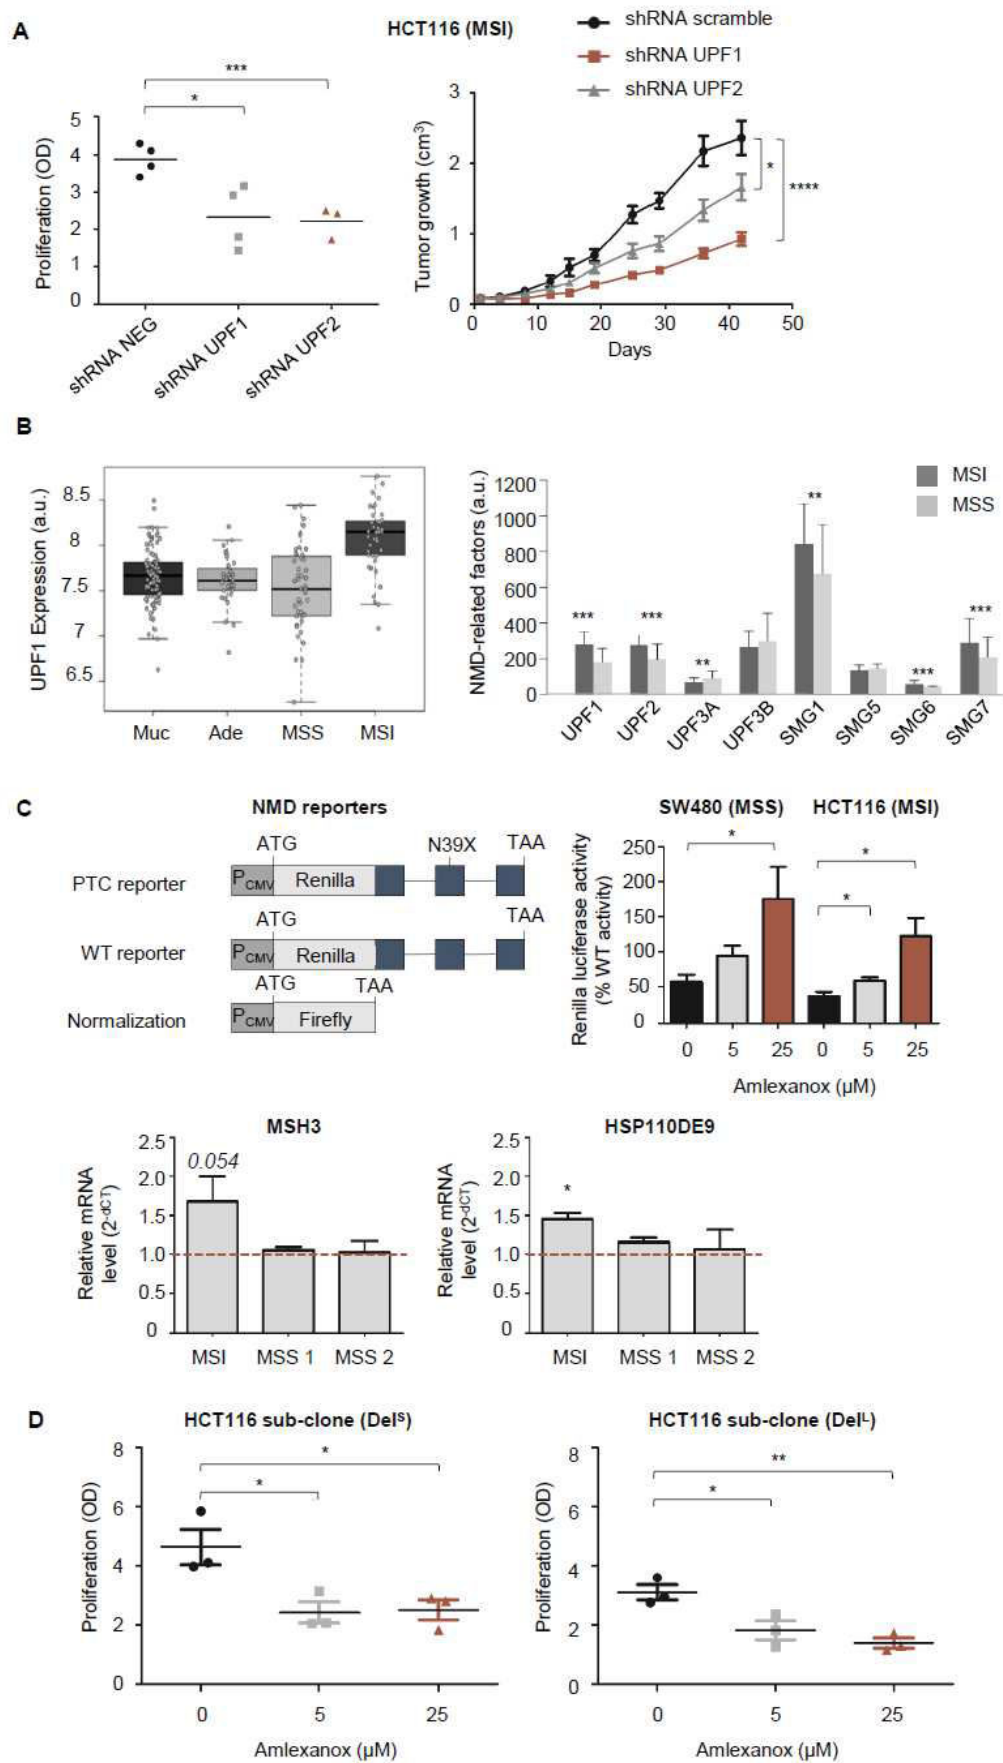 A
HCT116 (MSI)
shRNA scramble
shRNA UPF1
shRNA UPF2
***
*
Proliferation (OD)
5
4
3
2
1
0
shRNA NEG
shRNA UPF1
shRNA UPF2
Tumor growth (cm3)
3
2
1
0
*
****
0
10
20
30
40
50
Days
B
UPF1 Expression (a.u.)
8.5
8
7.5
7
6.5
Muc
Ade
MSS
MSI
NMD-related factors (a.u.)
1200
1000
800
600
400
200
0
MSI
MSS
***
***
**
**
***
***
UPF1
UPF2
UPF3A
UPF3B
SMG1
SMG5
SMG6
SMG7
C
NMD reporters
ATG
N39X
TAA
PTC reporter
PCMV
Renilla
ATG
TAA
WT reporter
PCMV
Renilla
ATG
TAA
Normalization
PCMV
Firefly
SW480 (MSS)
HCT116 (MSI)
Renilla luciferase activity
(% WT activity)
250
200
150
100
50
0
*
*
*
0
5
25
0
5
25
Amlexanox (µM)
MSH3
Relative mRNA
level (2-dCT)
2.5
2.0
1.5
1.0
0.5
0
0.054
MSI
MSS 1
MSS 2
HSP110DE9
Relative mRNA
level (2-dCT)
2.5
2.0
1.5
1.0
0.5
0
*
MSI
MSS 1
MSS 2
D
HCT116 sub-clone (DelS)
Proliferation (OD)
8
6
4
2
0
*
*
0
5
25
Amlexanox (µM)
HCT116 sub-clone (DelL)
Proliferation (OD)
8
6
4
2
0
**
*
0
5
25
Amlexanox (µM)